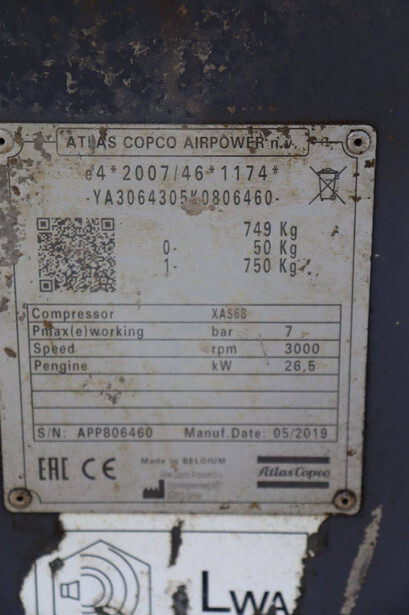 ATLAS COPCO AIRPOWER n.v.
e4*2007/46*1174*
-YA3064305K0806460-
749 Kg
0- 50 Kg
1- 750 Kg
Compressor XAS68
Pmax(e)working bar 7
Speed rpm 3000
Pengine kW 26,5
S/N: APP806460 Manuf.Date: 05/2019
EAC CE Made in BELGIUM
Atlas Copco
LWA